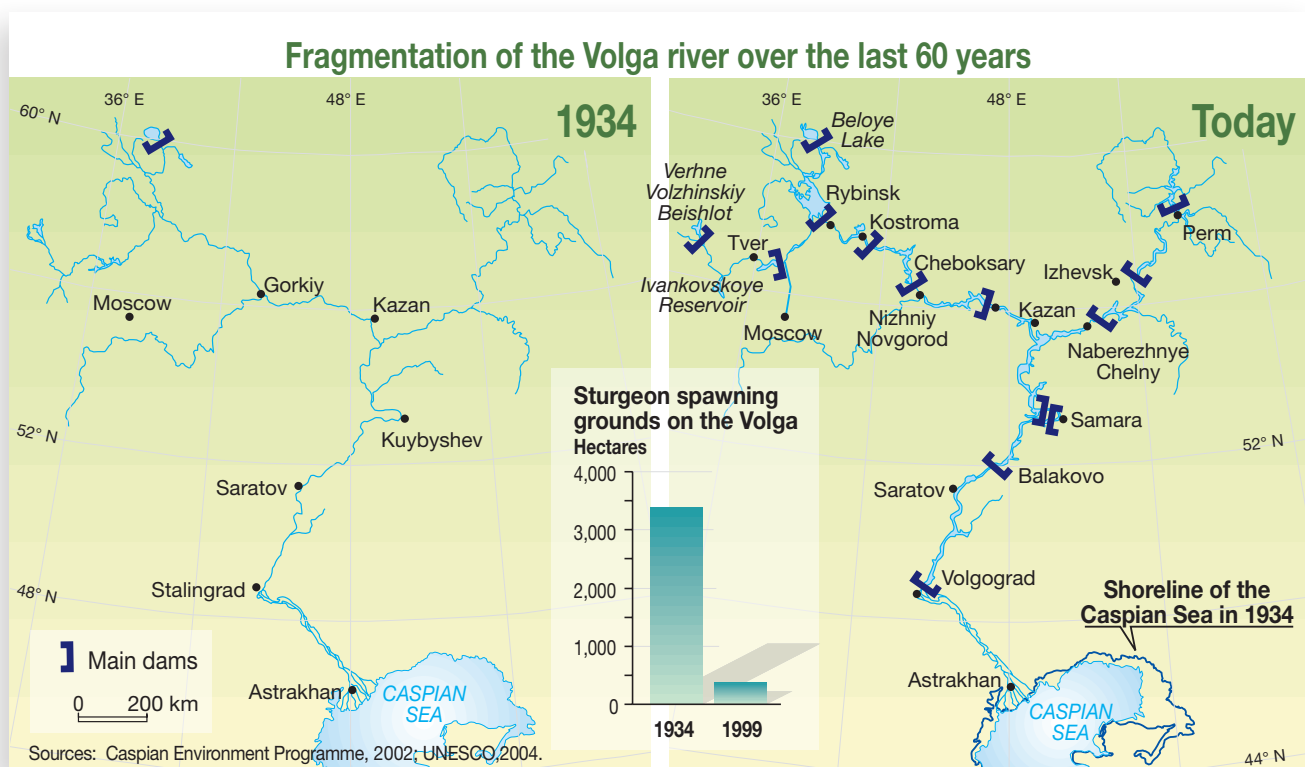 Fragmentation of the Volga river over the last 60 years
36° E
48° E
60° N
1934
Moscow
Gorkiy
Kazan
52° N
Kuybyshev
Saratov
48° N
Stalingrad
Astrakhan
CASPIAN
SEA
Main dams
0 200 km
Sources: Caspian Environment Programme, 2002; UNESCO,2004.
36° E
48° E
Today
Beloye
Lake
Verhne
Volzhinskiy
Beishlot
Rybinsk
Kostroma
Tver
Perm
Cheboksary
Izhevsk
Ivankovskoye
Reservoir
Moscow
Nizhniy
Novgorod
Kazan
Naberezhnye
Chelny
Samara
52° N
Balakovo
Saratov
Volgograd
Shoreline of the
Caspian Sea in 1934
Astrakhan
CASPIAN
SEA
44° N
Sturgeon spawning
grounds on the Volga
Hectares
4,000
3,000
2,000
1,000
0
1934 1999